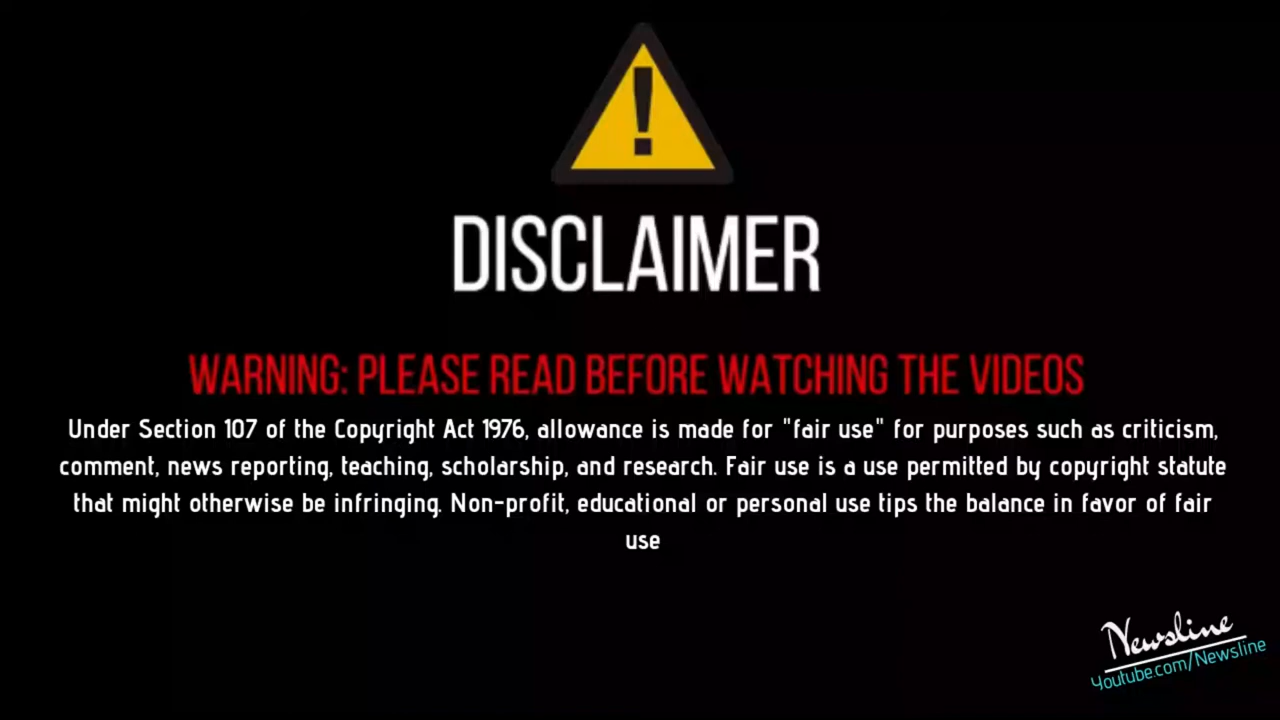 DISCLAIMER
WARNING: PLEASE READ BEFORE WATCHING THE VIDEOS
Under Section 107 of the Copyright Act 1976, allowance is made for "fair use" for purposes such as criticism,
comment, news reporting, teaching, scholarship, and research. Fair use is a use permitted by copyright statute
that might otherwise be infringing. Non-profit, educational or personal use tips the balance in favor of fair
use
Newsline
Youtube.com/Newsline